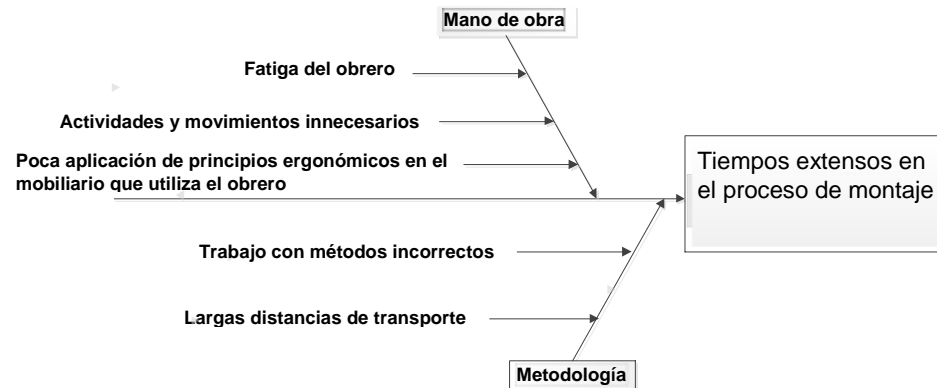 Mano de obra
Fatiga del obrero
Actividades y movimientos innecesarios
Poca aplicación de principios ergonómicos en el
mobiliario que utiliza el obrero
Tiempos extensos en
el proceso de montaje
Trabajo con métodos incorrectos
Largas distancias de transporte
Metodología